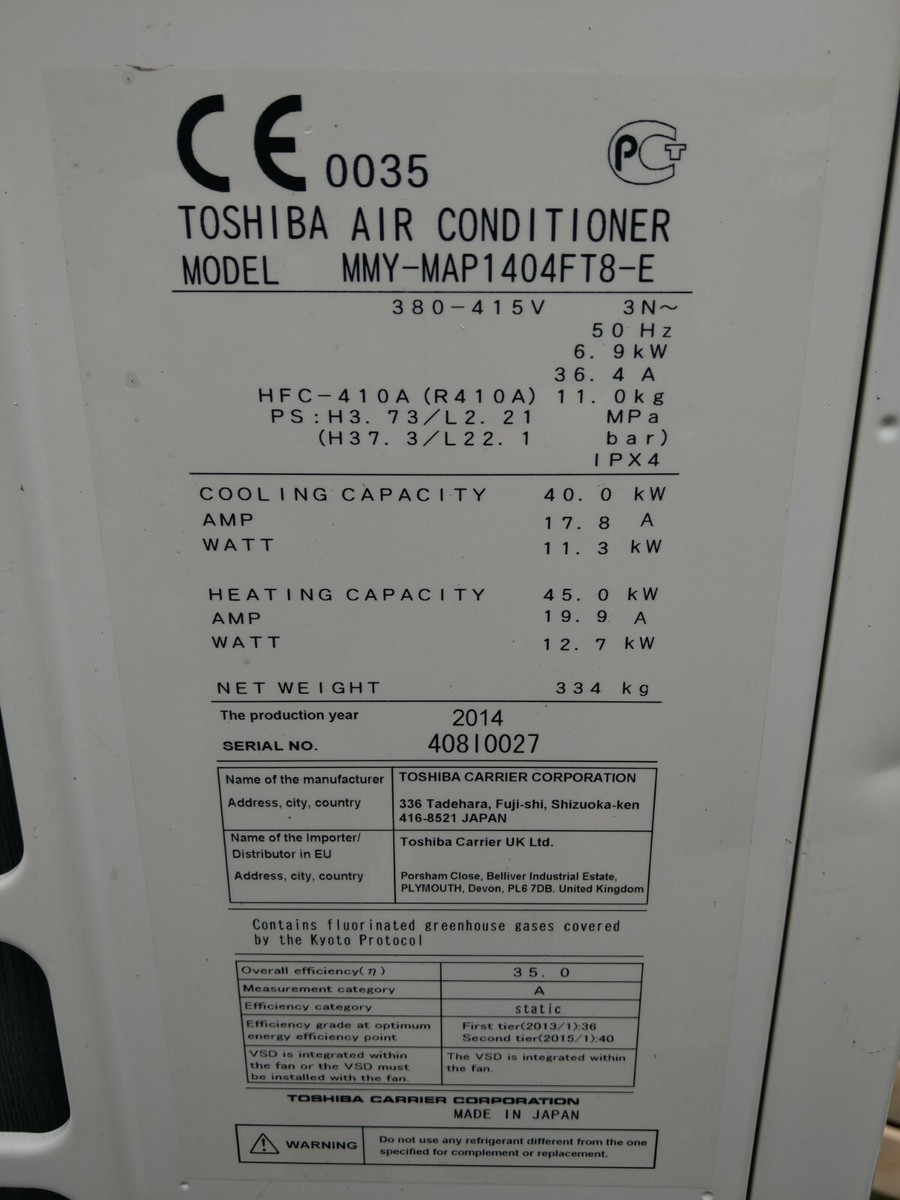 CE 0035
PCT
TOSHIBA AIR CONDITIONER
MODEL MMY-MAP1404FT8-E
380-415V 3N~
50 Hz
6.9kW
36.4 A
HFC-410A (R410A) 11.0kg
PS:H3.73/L2.21 MPa
(H37.3/L22.1 bar)
IPX4
COOLING CAPACITY 40.0 kW
AMP 17.8 A
WATT 11.3 kW
HEATING CAPACITY 45.0 kW
AMP 19.9 A
WATT 12.7 kW
NET WEIGHT 334 kg
The production year 2014
SERIAL NO. 40810027
Name of the manufacturer TOSHIBA CARRIER CORPORATION
Address, city, country 336 Tadehara, Fuji-shi, Shizuoka-ken
416-8521 JAPAN
Name of the Importer/
Distributor in EU Toshiba Carrier UK Ltd.
Address, city, country Porsham Close, Belliver Industrial Estate,
PLYMOUTH, Devon, PL6 7DB. United Kingdom
Contains fluorinated greenhouse gases covered
by the Kyoto Protocol
Overall efficiency(η) 35.0
Measurement category A
Efficiency category static
Efficiency grade at optimum First tier(2013/1):36
energy efficiency point Second tier(2015/1):40
VSD is integrated within The VSD is integrated within
the fan or the VSD must the fan.
be installed with the fan.
TOSHIBA CARRIER CORPORATION
MADE IN JAPAN
WARNING Do not use any refrigerant different from the one
specified for complement or replacement.